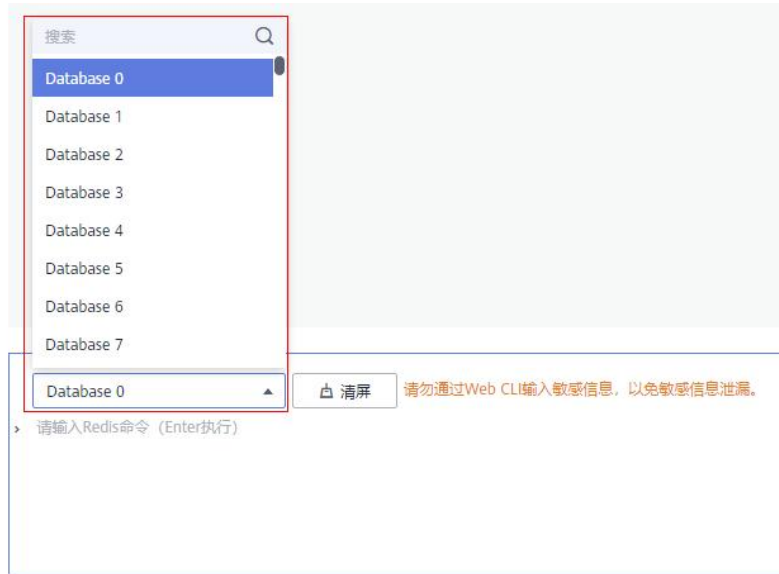 搜索
Database 0
Database 1
Database 2
Database 3
Database 4
Database 5
Database 6
Database 7
Database 0 清屏 请勿通过Web CLI输入敏感信息，以免敏感信息泄漏。
› 请输入Redis命令（Enter执行）